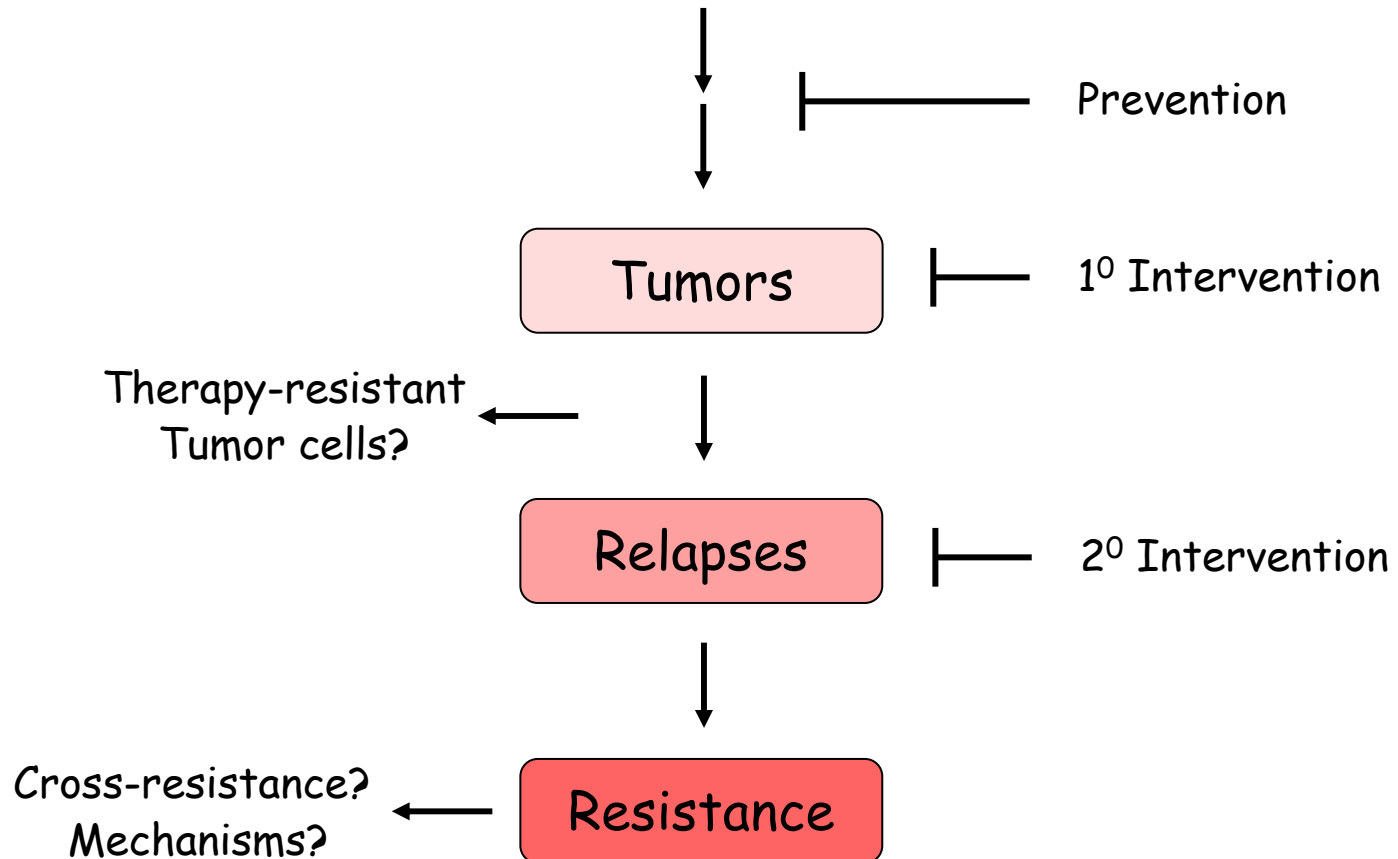 Prevention
Tumors
1⁰ Intervention
Therapy-resistant
Tumor cells?
Relapses
2⁰ Intervention
Cross-resistance?
Mechanisms?
Resistance